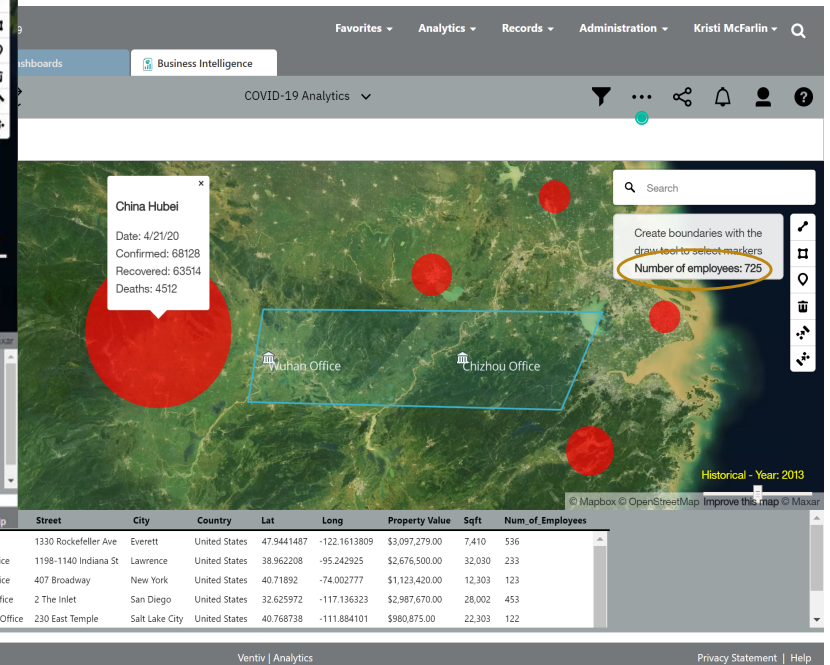 9
Favorites Analytics Records Administration Kristi McFarlin
shboards
Business Intelligence
COVID-19 Analytics
China Hubei
Date: 4/21/20
Confirmed: 68128
Recovered: 63514
Deaths: 4512
Search
Create boundaries with the
draw tool to select markers
Number of employees: 725
Wuhan Office
Chizhou Office
Historical - Year: 2013
© Mapbox © OpenStreetMap Improve this map © Maxar
xar
lp
Street City Country Lat Long Property Value Sqft Num_of_Employees
1330 Rockefeller Ave Everett United States 47.9441487 -122.1613809 $3,097,279.00 7,410 536
ice 1198-1140 Indiana St Lawrence United States 38.962208 -95.242925 $2,676,500.00 32,030 233
ice 407 Broadway New York United States 40.71892 -74.002777 $1,123,420.00 12,303 123
fice 2 The Inlet San Diego United States 32.625972 -117.136323 $2,987,670.00 28,002 453
Office 230 East Temple Salt Lake City United States 40.768738 -111.884101 $980,875.00 22,303 122
Ventiv | Analytics
Privacy Statement | Help